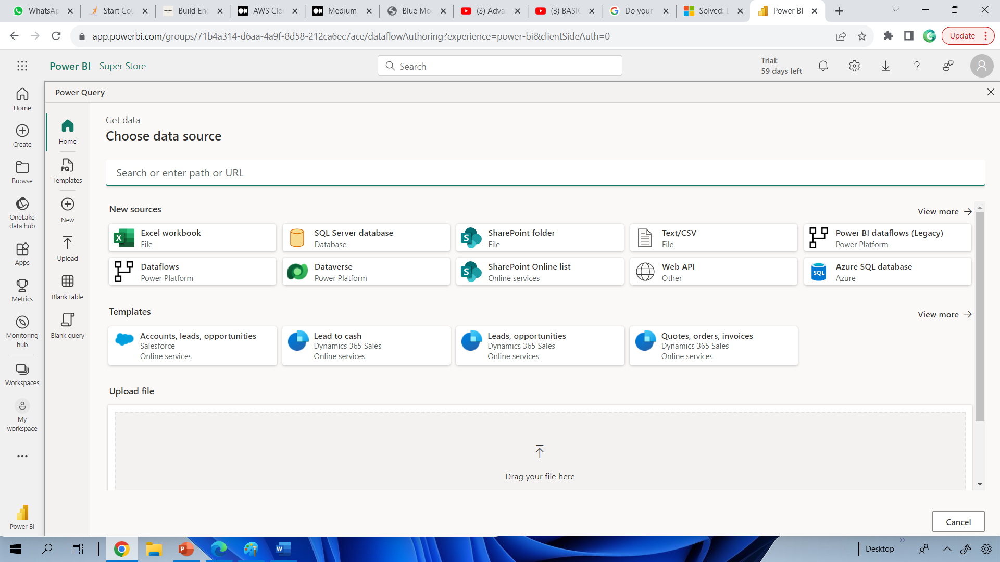 WhatsAp
Start Cou
Build Enc
AWS Clo
Medium
Blue Mo
(3) Adva
(3) BASIC
Do your
Solved: D
Power BI
app.powerbi.com/groups/71b4a314-d6aa-4a9f-8d58-212ca6ec7ace/dataflowAuthoring?experience=power-bi&clientSideAuth=0
Update
Power BI
Super Store
Search
Trial:
59 days left
Home
Create
Browse
OneLake
data hub
Apps
Metrics
Monitoring
hub
Workspaces
My
workspace
Power BI
Power Query
Home
Templates
New
Upload
Blank table
Blank query
Get data
Choose data source
Search or enter path or URL
New sources
View more
Excel workbook
File
SQL Server database
Database
SharePoint folder
File
Text/CSV
File
Power BI dataflows (Legacy)
Power Platform
Dataflows
Power Platform
Dataverse
Power Platform
SharePoint Online list
Online services
Web API
Other
Azure SQL database
Azure
Templates
View more
Accounts, leads, opportunities
Salesforce
Online services
Lead to cash
Dynamics 365 Sales
Online services
Leads, opportunities
Dynamics 365 Sales
Online services
Quotes, orders, invoices
Dynamics 365 Sales
Online services
Upload file
Drag your file here
Cancel
Desktop